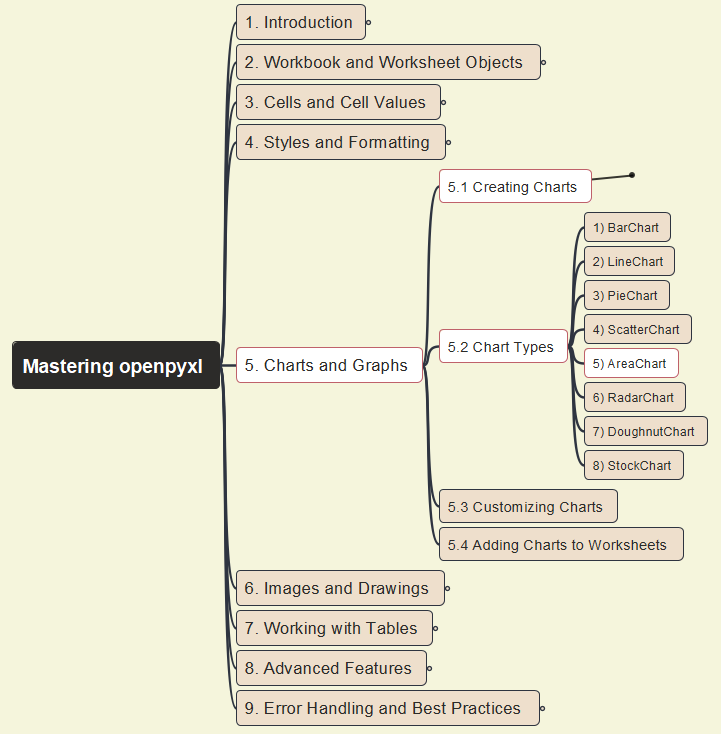 1. Introduction
2. Workbook and Worksheet Objects
3. Cells and Cell Values
4. Styles and Formatting
5.1 Creating Charts
1) BarChart
2) LineChart
3) PieChart
4) ScatterChart
5.2 Chart Types
5) AreaChart
Mastering openpyxl
5. Charts and Graphs
6) RadarChart
7) DoughnutChart
8) StockChart
5.3 Customizing Charts
5.4 Adding Charts to Worksheets
6. Images and Drawings
7. Working with Tables
8. Advanced Features
9. Error Handling and Best Practices